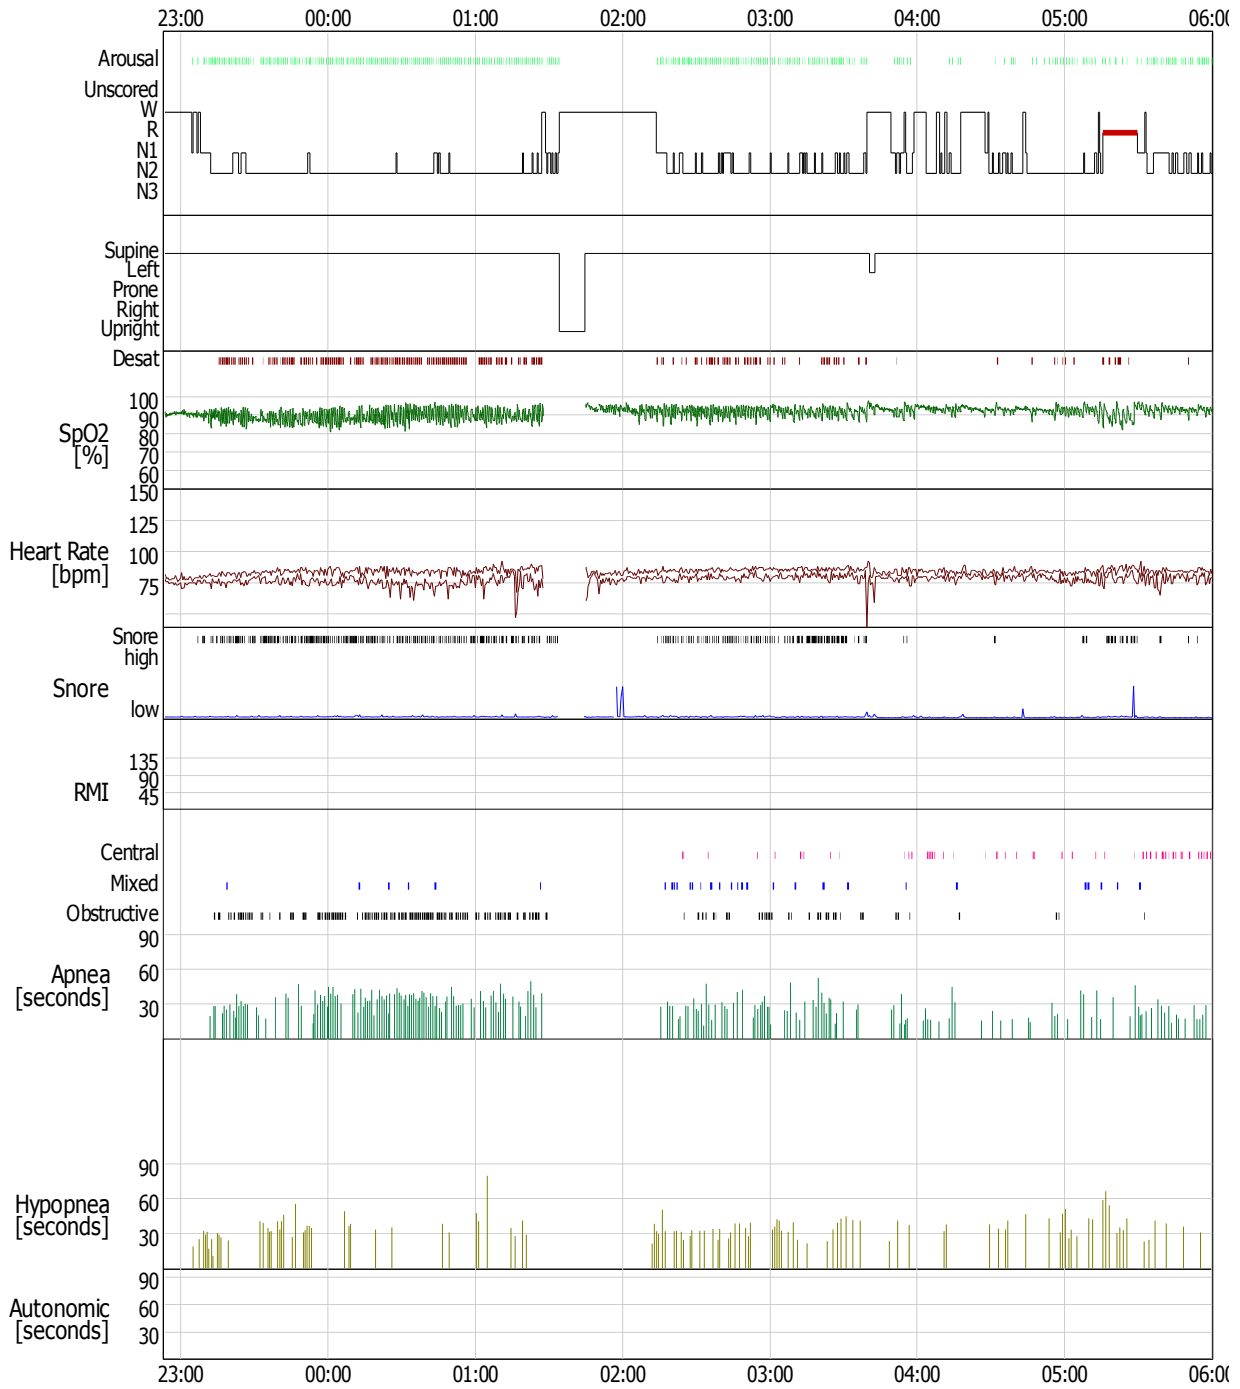 23:00 00:00 01:00 02:00 03:00 04:00 05:00 06:0
Arousal
Unscored
W
R
N1
N2
N3
Supine
Left
Prone
Right
Upright
Desat
100
90
80
70
60
SpO2
[%]
150
125
100
75
Heart Rate
[bpm]
Snore
high
Snore
low
135
90
45
RMI
Central
Mixed
Obstructive
90
60
30
Apnea
[seconds]
90
60
30
Hypopnea
[seconds]
90
60
30
Autonomic
[seconds]
23:00 00:00 01:00 02:00 03:00 04:00 05:00 06:00